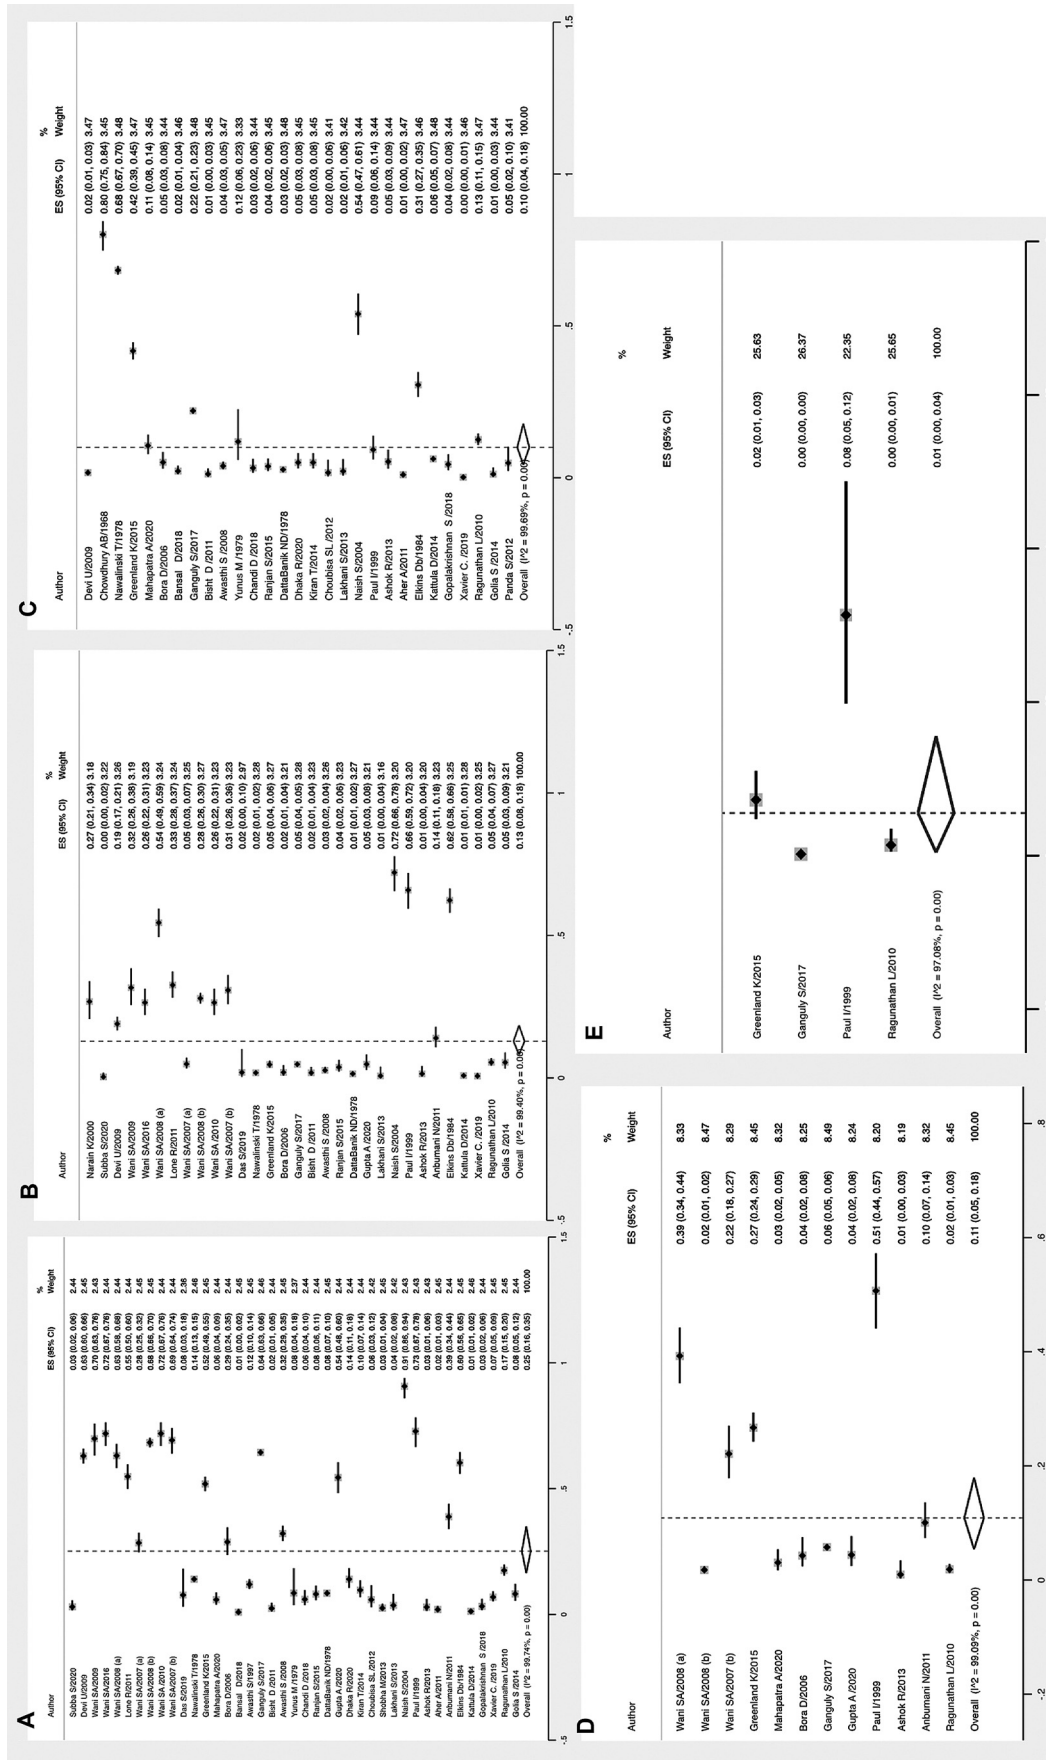 A
Author ES (95% CI) % Weight
Subba S/2020 0.03 (0.02, 0.06) 2.44
Devi U/2009 0.63 (0.60, 0.66) 2.45
Wani SA/2009 0.70 (0.63, 0.76) 2.43
Wani SA/2016 0.72 (0.67, 0.76) 2.44
Wani SA/2008 (a) 0.63 (0.58, 0.68) 2.44
Lone R/2011 0.55 (0.50, 0.60) 2.44
Wani SA/2007 (a) 0.28 (0.25, 0.32) 2.45
Wani SA/2008 (b) 0.68 (0.66, 0.70) 2.45
Wani SA /2010 0.72 (0.67, 0.76) 2.44
Wani SA/2007 (b) 0.69 (0.64, 0.74) 2.44
Das S/2019 0.08 (0.03, 0.18) 2.36
Nawalinski T/1978 0.14 (0.13, 0.15) 2.46
Greenland K/2015 0.52 (0.49, 0.55) 2.45
Mahapatra A/2020 0.06 (0.04, 0.09) 2.44
Bora D/2006 0.29 (0.24, 0.35) 2.44
Bansal D/2018 0.01 (0.00, 0.02) 2.45
Awasthi S/1997 0.12 (0.10, 0.14) 2.45
Ganguly S/2017 0.64 (0.63, 0.66) 2.46
Bisht D /2011 0.02 (0.01, 0.05) 2.44
Awasthi S /2008 0.32 (0.29, 0.35) 2.45
Yunus M /1979 0.08 (0.04, 0.18) 2.37
Chandi D /2018 0.06 (0.04, 0.10) 2.44
Ranjan S/2015 0.08 (0.06, 0.11) 2.44
DattaBanik ND/1978 0.08 (0.07, 0.10) 2.45
Gupta A /2020 0.54 (0.48, 0.60) 2.44
Dhaka R/2020 0.14 (0.11, 0.18) 2.44
Kiran T/2014 0.10 (0.07, 0.14) 2.44
Choubisa SL /2012 0.06 (0.03, 0.12) 2.42
Shobha M/2013 0.03 (0.01, 0.04) 2.45
Lakhani S/2013 0.04 (0.02, 0.08) 2.42
Naish S/2004 0.91 (0.86, 0.94) 2.43
Paul I/1999 0.73 (0.67, 0.78) 2.43
Ashok R/2013 0.03 (0.01, 0.06) 2.43
Aher A/2011 0.02 (0.01, 0.03) 2.45
Anbumani N/2011 0.39 (0.34, 0.44) 2.44
Elkins Db/1984 0.60 (0.56, 0.65) 2.45
Kattula D/2014 0.01 (0.01, 0.02) 2.46
Gopalakrishnan S /2018 0.03 (0.02, 0.06) 2.44
Xavier C. /2019 0.07 (0.05, 0.09) 2.45
Ragunathan L/2010 0.17 (0.15, 0.20) 2.45
Golia S /2014 0.08 (0.05, 0.12) 2.44
Overall (I^2 = 99.74%, p = 0.00) 0.25 (0.16, 0.35) 100.00
-.5 0 .5 1 1.5
B
Author ES (95% CI) % Weight
Narain K/2000 0.27 (0.21, 0.34) 3.18
Subba S/2020 0.00 (0.00, 0.02) 3.22
Devi U/2009 0.19 (0.17, 0.21) 3.26
Wani SA/2009 0.32 (0.26, 0.38) 3.19
Wani SA/2016 0.26 (0.22, 0.31) 3.23
Wani SA/2008 (a) 0.54 (0.49, 0.59) 3.24
Lone R/2011 0.33 (0.28, 0.37) 3.24
Wani SA/2007 (a) 0.05 (0.03, 0.07) 3.25
Wani SA/2008 (b) 0.28 (0.26, 0.30) 3.27
Wani SA /2010 0.26 (0.22, 0.31) 3.23
Wani SA/2007 (b) 0.31 (0.26, 0.36) 3.23
Das S/2019 0.02 (0.00, 0.10) 2.97
Nawalinski T/1978 0.02 (0.01, 0.02) 3.28
Greenland K/2015 0.05 (0.04, 0.06) 3.27
Bora D/2006 0.02 (0.01, 0.04) 3.21
Ganguly S/2017 0.05 (0.04, 0.05) 3.28
Bisht D /2011 0.02 (0.01, 0.04) 3.23
Awasthi S /2008 0.03 (0.02, 0.04) 3.26
Ranjan S/2015 0.04 (0.02, 0.06) 3.23
DattaBanik ND/1978 0.01 (0.01, 0.02) 3.27
Gupta A /2020 0.05 (0.03, 0.08) 3.21
Lakhani S/2013 0.01 (0.00, 0.04) 3.16
Naish S/2004 0.72 (0.66, 0.78) 3.20
Paul I/1999 0.66 (0.59, 0.72) 3.20
Ashok R/2013 0.01 (0.00, 0.04) 3.20
Anbumani N/2011 0.14 (0.11, 0.18) 3.23
Elkins Db/1984 0.62 (0.58, 0.66) 3.25
Kattula D/2014 0.01 (0.01, 0.01) 3.28
Xavier C. /2019 0.01 (0.00, 0.02) 3.25
Ragunathan L/2010 0.05 (0.04, 0.07) 3.27
Golia S /2014 0.05 (0.03, 0.09) 3.21
Overall (I^2 = 99.40%, p = 0.00) 0.13 (0.08, 0.18) 100.00
-.5 0 .5 1 1.5
C
Author ES (95% CI) % Weight
Devi U/2009 0.02 (0.01, 0.03) 3.47
Chowdhury AB/1968 0.80 (0.75, 0.84) 3.45
Nawalinski T/1978 0.68 (0.67, 0.70) 3.48
Greenland K/2015 0.42 (0.39, 0.45) 3.47
Mahapatra A/2020 0.11 (0.08, 0.14) 3.45
Bora D/2006 0.05 (0.03, 0.08) 3.44
Bansal D/2018 0.02 (0.01, 0.04) 3.46
Ganguly S/2017 0.22 (0.21, 0.23) 3.48
Bisht D /2011 0.01 (0.00, 0.03) 3.45
Awasthi S /2008 0.04 (0.03, 0.05) 3.47
Yunus M /1979 0.12 (0.06, 0.23) 3.33
Chandi D /2018 0.03 (0.02, 0.06) 3.44
Ranjan S/2015 0.04 (0.02, 0.06) 3.45
DattaBanik ND/1978 0.03 (0.02, 0.03) 3.48
Dhaka R/2020 0.05 (0.03, 0.08) 3.45
Kiran T/2014 0.05 (0.03, 0.08) 3.45
Choubisa SL /2012 0.02 (0.00, 0.06) 3.41
Lakhani S/2013 0.02 (0.01, 0.06) 3.42
Naish S/2004 0.54 (0.47, 0.61) 3.44
Paul I/1999 0.09 (0.06, 0.14) 3.44
Ashok R/2013 0.05 (0.03, 0.09) 3.44
Aher A/2011 0.01 (0.00, 0.02) 3.47
Elkins Db/1984 0.31 (0.27, 0.35) 3.46
Kattula D/2014 0.06 (0.05, 0.07) 3.48
Gopalakrishnan S /2018 0.04 (0.02, 0.08) 3.44
Xavier C. /2019 0.00 (0.00, 0.01) 3.46
Ragunathan L/2010 0.13 (0.11, 0.15) 3.47
Golia S /2014 0.01 (0.00, 0.03) 3.44
Panda S/2012 0.05 (0.02, 0.10) 3.41
Overall (I^2 = 99.69%, p = 0.00) 0.10 (0.04, 0.18) 100.00
-.5 0 .5 1 1.5
D
Author ES (95% CI) % Weight
Wani SA/2008 (a) 0.39 (0.34, 0.44) 8.33
Wani SA/2008 (b) 0.02 (0.01, 0.02) 8.47
Wani SA/2007 (b) 0.22 (0.18, 0.27) 8.29
Greenland K/2015 0.27 (0.24, 0.29) 8.45
Mahapatra A/2020 0.03 (0.02, 0.05) 8.32
Bora D/2006 0.04 (0.02, 0.08) 8.25
Ganguly S/2017 0.06 (0.05, 0.06) 8.49
Gupta A /2020 0.04 (0.02, 0.08) 8.24
Paul I/1999 0.51 (0.44, 0.57) 8.20
Ashok R/2013 0.01 (0.00, 0.03) 8.19
Anbumani N/2011 0.10 (0.07, 0.14) 8.32
Ragunathan L/2010 0.02 (0.01, 0.03) 8.45
Overall (I^2 = 99.09%, p = 0.00) 0.11 (0.05, 0.18) 100.00
-.2 0 .2 .4 .6 .8
E
Author ES (95% CI) % Weight
Greenland K/2015 0.02 (0.01, 0.03) 25.63
Ganguly S/2017 0.00 (0.00, 0.00) 26.37
Paul I/1999 0.08 (0.05, 0.12) 22.35
Ragunathan L/2010 0.00 (0.00, 0.01) 25.65
Overall (I^2 = 97.08%, p = 0.00) 0.01 (0.00, 0.04) 100.00